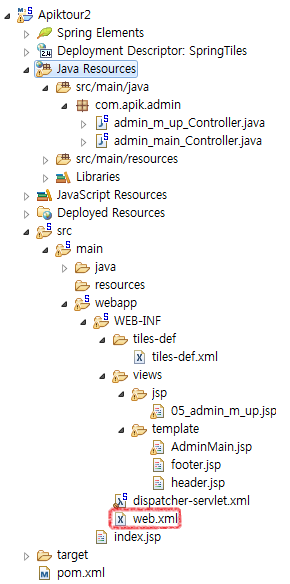 Apiktour2
Spring Elements
Deployment Descriptor: SpringTiles
Java Resources
src/main/java
com.apik.admin
admin_m_up_Controller.java
admin_main_Controller.java
src/main/resources
Libraries
JavaScript Resources
Deployed Resources
src
main
java
resources
webapp
WEB-INF
tiles-def
tiles-def.xml
views
jsp
05_admin_m_up.jsp
template
AdminMain.jsp
footer.jsp
header.jsp
dispatcher-servlet.xml
web.xml
index.jsp
target
pom.xml